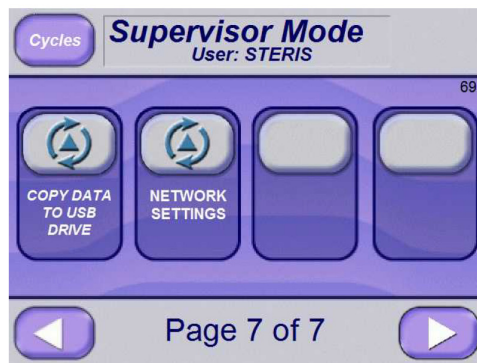 Cycles
Supervisor Mode
User: STERIS
69
COPY DATA
TO USB
DRIVE
NETWORK
SETTINGS
Page 7 of 7